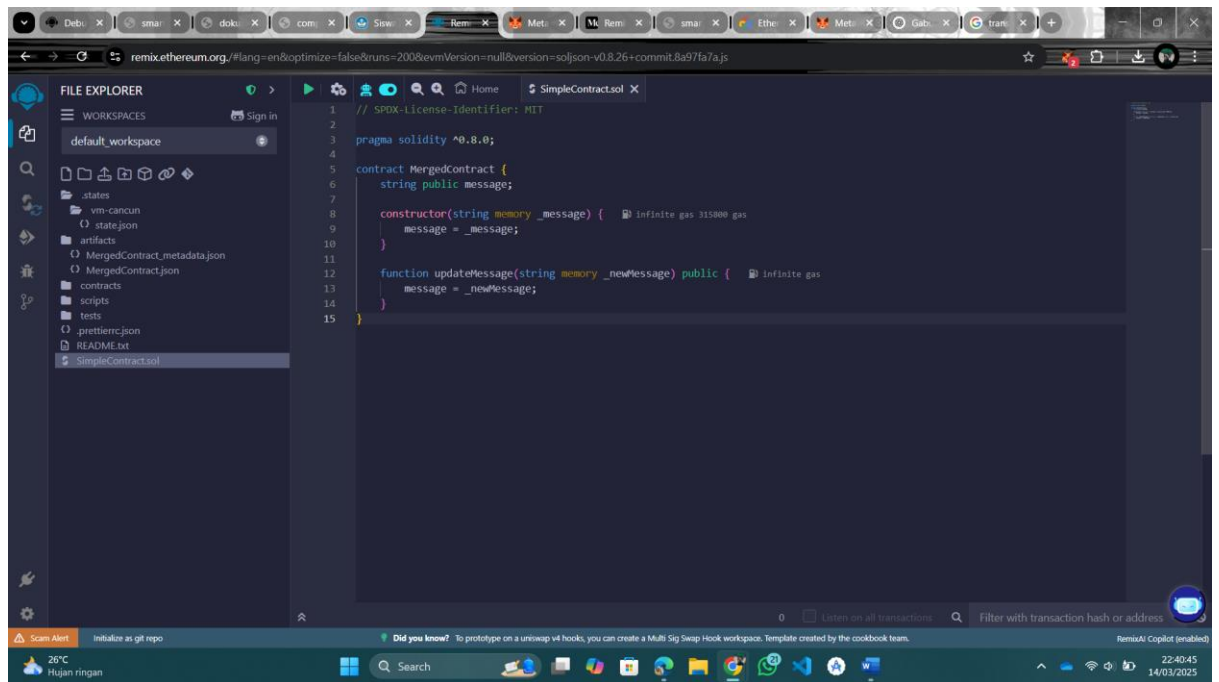 Debu
smar
doku
com
Sisw
Rem
Meta
Rem
smar
Ethe
Meta
Gab
tran
remix.ethereum.org/#lang=en&optimize=false&runs=200&evmVersion=null&version=soljson-v0.8.26+commit.8a97fa7a.js
FILE EXPLORER
WORKSPACES
Sign in
default_workspace
.states
vm-cancun
state.json
artifacts
MergedContract_metadata.json
MergedContract.json
contracts
scripts
tests
.prettierrc.json
README.txt
SimpleContract.sol
Home
SimpleContract.sol
1 // SPDX-License-Identifier: MIT
2
3 pragma solidity ^0.8.0;
4
5 contract MergedContract {
6 string public message;
7
8 constructor(string memory _message) { infinite gas 315800 gas
9 message = _message;
10 }
11
12 function updateMessage(string memory _newMessage) public { infinite gas
13 message = _newMessage;
14 }
15 }
0 Listen on all transactions Filter with transaction hash or address
Scam Alert Initialize as git repo
Did you know? To prototype on a uniswap v4 hooks, you can create a Multi Sig Swap Hook workspace. Template created by the cookbook team.
RemixAI Copilot (enabled)
26°C
Hujan ringan
Search
22:40:45
14/03/2025